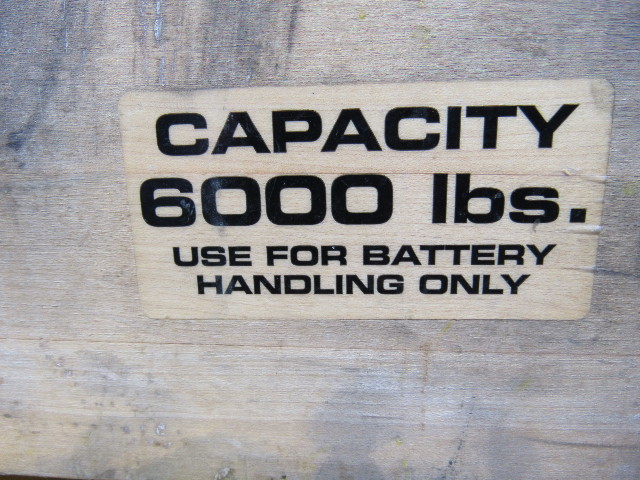 CAPACITY
6000 lbs.
USE FOR BATTERY
HANDLING ONLY